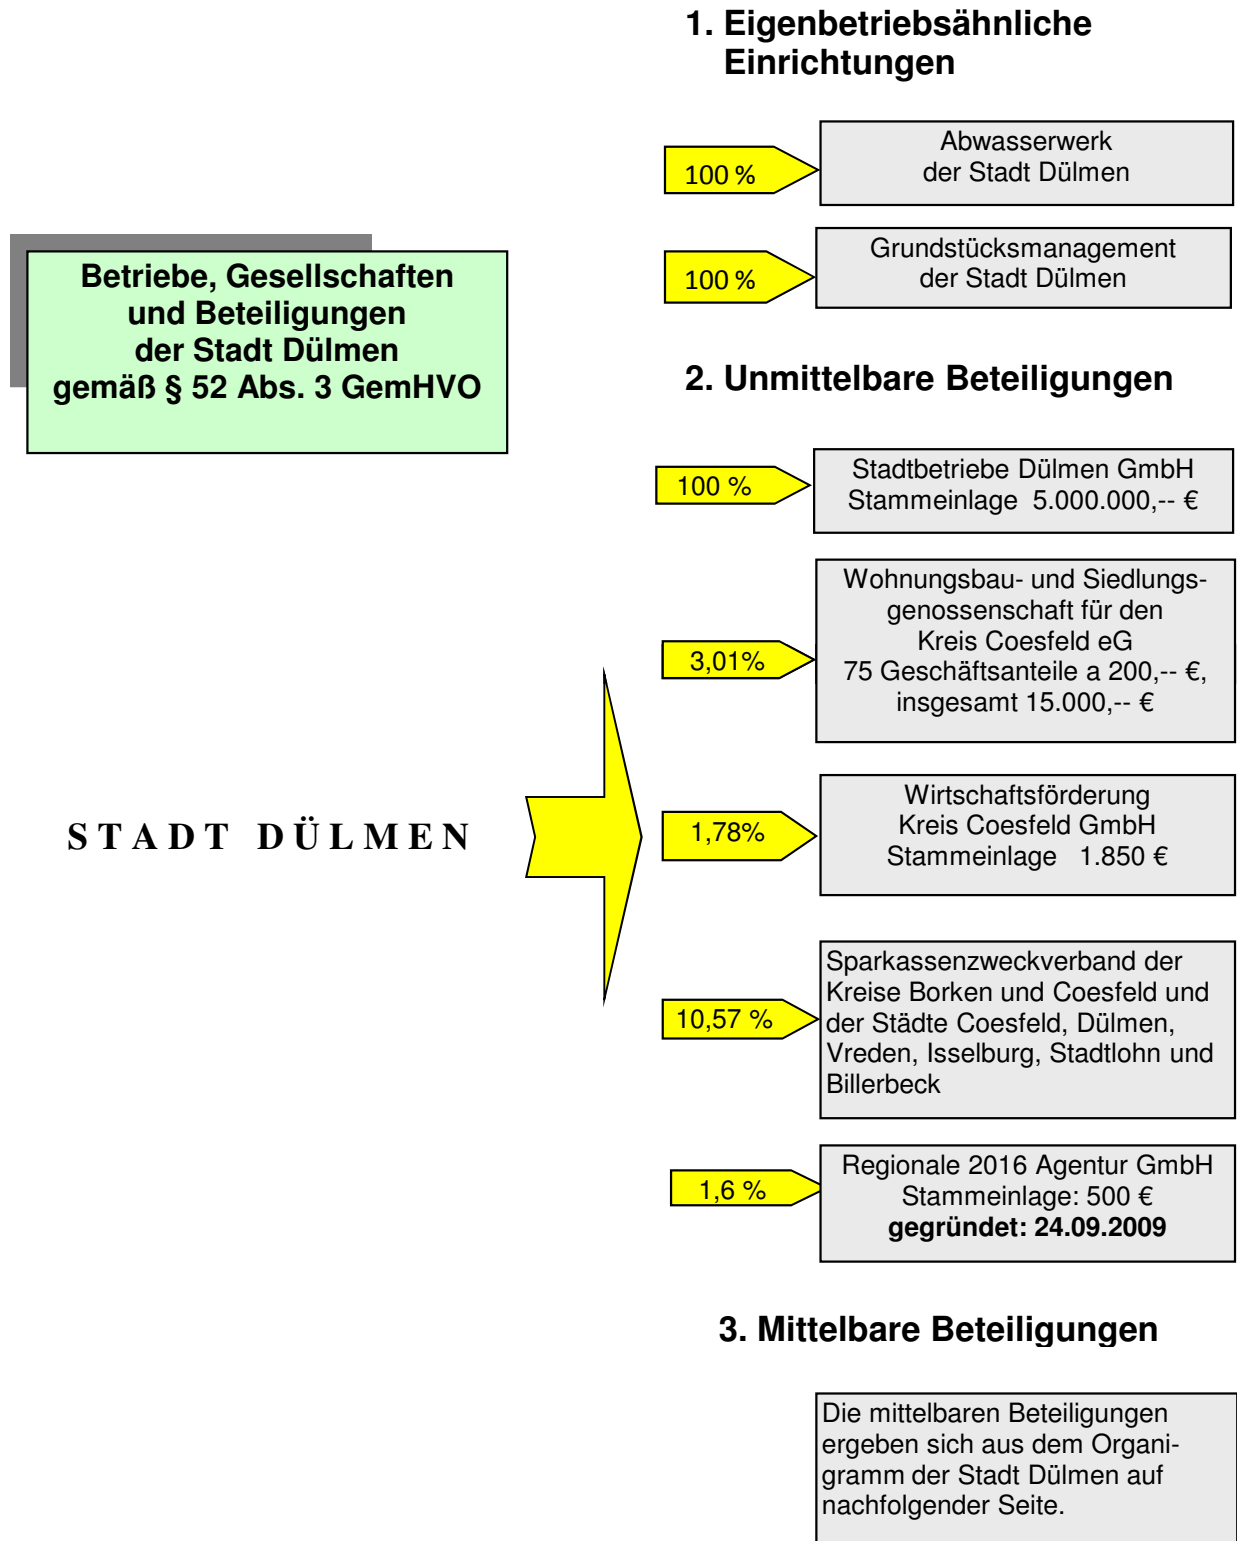 1. Eigenbetriebsähnliche
Einrichtungen
100 %
Abwasserwerk
der Stadt Dülmen
100 %
Grundstücksmanagement
der Stadt Dülmen
Betriebe, Gesellschaften
und Beteiligungen
der Stadt Dülmen
gemäß § 52 Abs. 3 GemHVO
2. Unmittelbare Beteiligungen
100 %
Stadtbetriebe Dülmen GmbH
Stammeinlage 5.000.000,-- €
3,01%
Wohnungsbau- und Siedlungs-
genossenschaft für den
Kreis Coesfeld eG
75 Geschäftsanteile a 200,-- €,
insgesamt 15.000,-- €
STADT DÜLMEN
1,78%
Wirtschaftsförderung
Kreis Coesfeld GmbH
Stammeinlage 1.850 €
10,57 %
Sparkassenzweckverband der
Kreise Borken und Coesfeld und
der Städte Coesfeld, Dülmen,
Vreden, Isselburg, Stadtlohn und
Billerbeck
1,6 %
Regionale 2016 Agentur GmbH
Stammeinlage: 500 €
gegründet: 24.09.2009
3. Mittelbare Beteiligungen
Die mittelbaren Beteiligungen
ergeben sich aus dem Organi-
gramm der Stadt Dülmen auf
nachfolgender Seite.